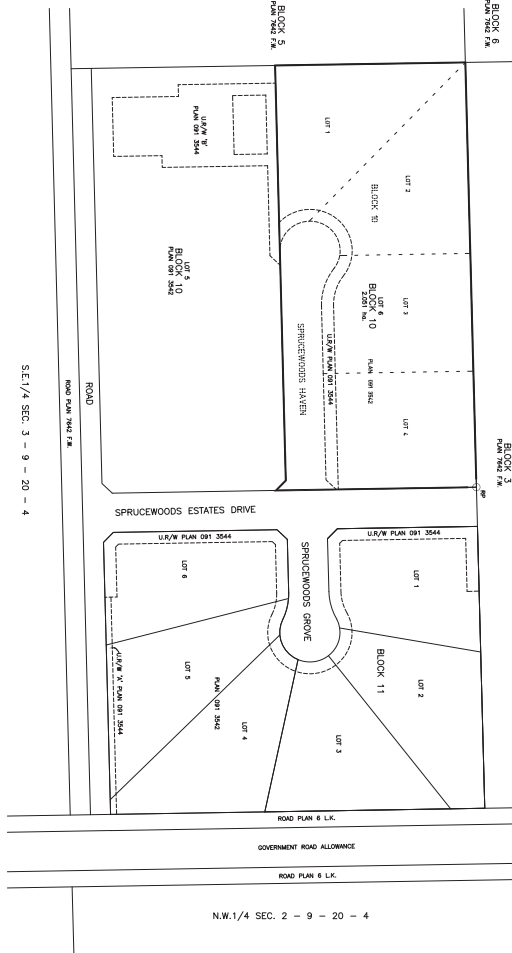 BLOCK 6
PLAN 7642 F.W.
BLOCK 5
PLAN 7642 F.W.
BLOCK 3
PLAN 7642 F.W.
RP
LOT 1
LOT 2
BLOCK 10
LOT 3
LOT 6
BLOCK 10
2.051 ha.
PLAN 091 3542
LOT 4
U.R/W PLAN 091 3544
SPRUCEWOODS HAVEN
U.R/W 'B'
PLAN 091 3544
LOT 5
BLOCK 10
PLAN 091 3542
ROAD
ROAD PLAN 7642 F.W.
S.E.1/4 SEC. 3 - 9 - 20 - 4
SPRUCEWOODS ESTATES DRIVE
U.R/W PLAN 091 3544
U.R/W PLAN 091 3544
SPRUCEWOODS GROVE
LOT 1
BLOCK 11
LOT 2
LOT 3
LOT 4
PLAN 091 3542
LOT 5
LOT 6
U.R/W 'A' PLAN 091 3544
ROAD PLAN 6 L.K.
GOVERNMENT ROAD ALLOWANCE
ROAD PLAN 6 L.K.
N.W.1/4 SEC. 2 - 9 - 20 - 4